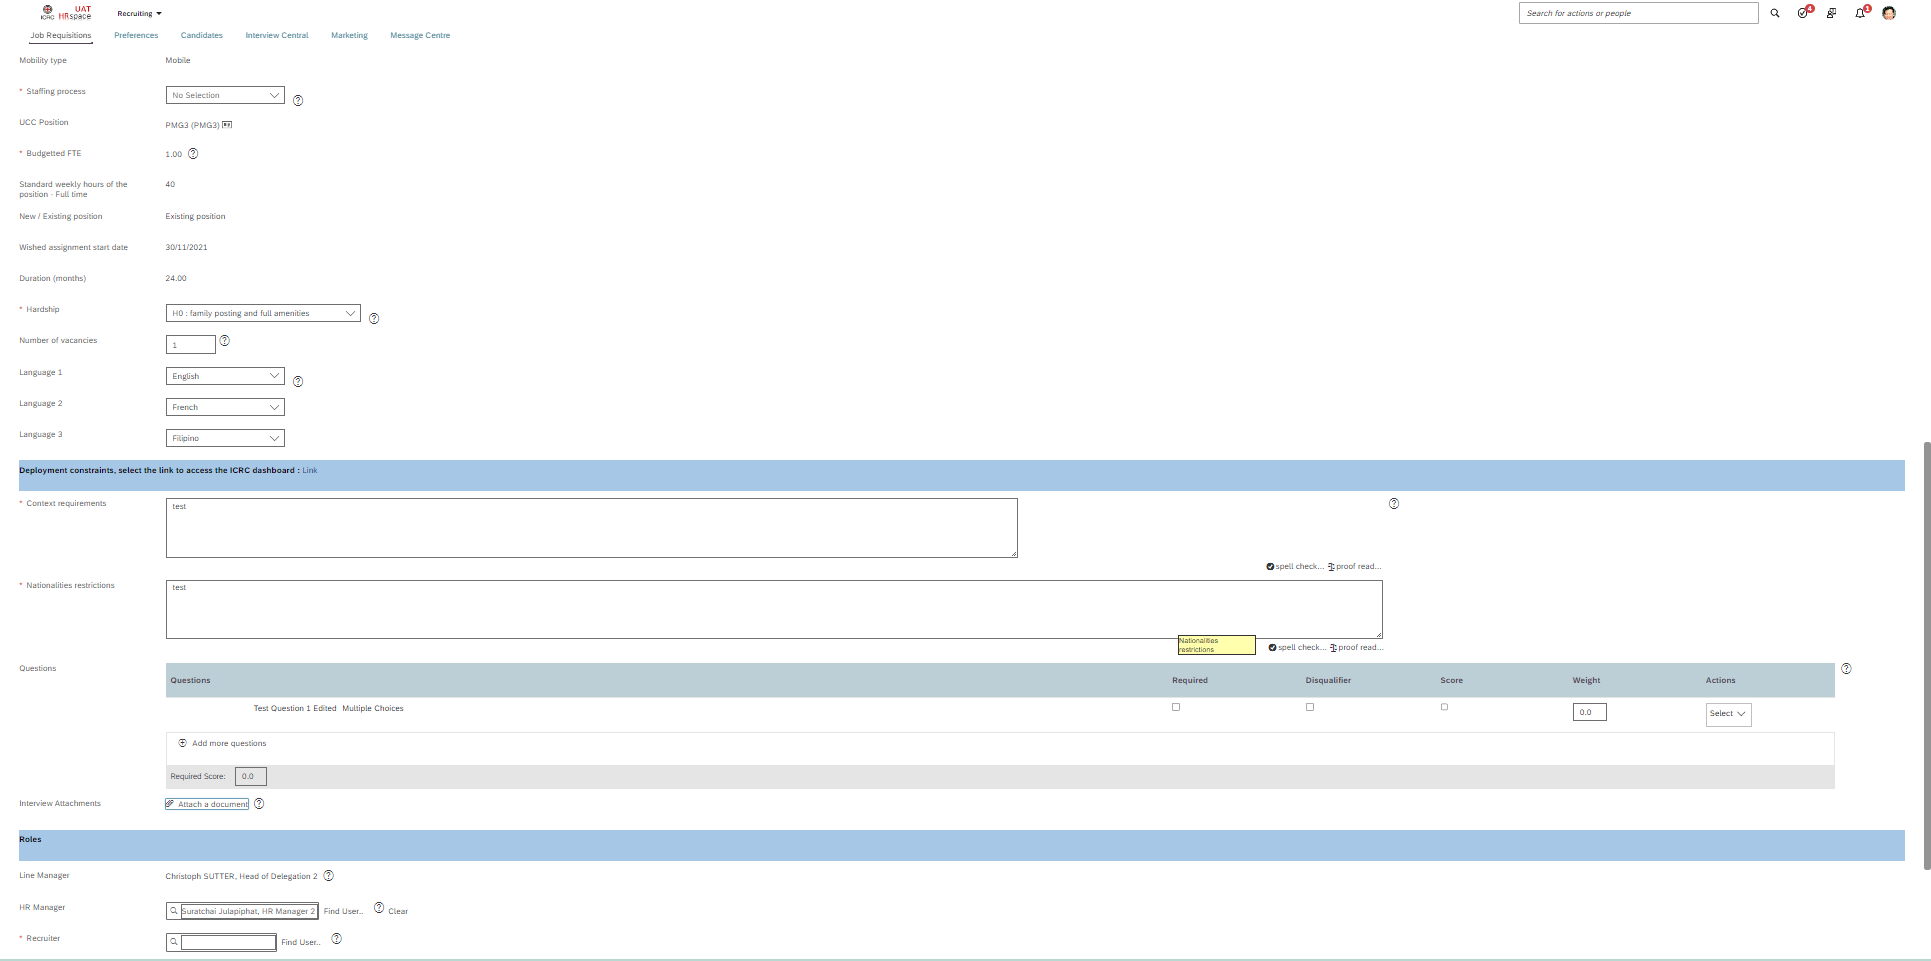 UAT
ICRC HRspace
Recruiting
Search for actions or people
4
1
Job Requisitions Preferences Candidates Interview Central Marketing Message Centre
Mobility type Mobile
* Staffing process No Selection
UCC Position PMG3 (PMG3)
* Budgetted FTE 1.00
Standard weekly hours of the
position - Full time 40
New / Existing position Existing position
Wished assignment start date 30/11/2021
Duration (months) 24.00
* Hardship H0 : family posting and full amenities
Number of vacancies 1
Language 1 English
Language 2 French
Language 3 Filipino
Deployment constraints, select the link to access the ICRC dashboard : Link
* Context requirements test
spell check... proof read...
* Nationalities restrictions test
Nationalities
restrictions
spell check... proof read...
Questions
Questions Required Disqualifier Score Weight Actions
Test Question 1 Edited Multiple Choices 0.0 Select
Add more questions
Required Score: 0.0
Interview Attachments Attach a document
Roles
Line Manager Christoph SUTTER, Head of Delegation 2
HR Manager Suratchai Julapiphat, HR Manager 2 Find User... Clear
* Recruiter Find User...